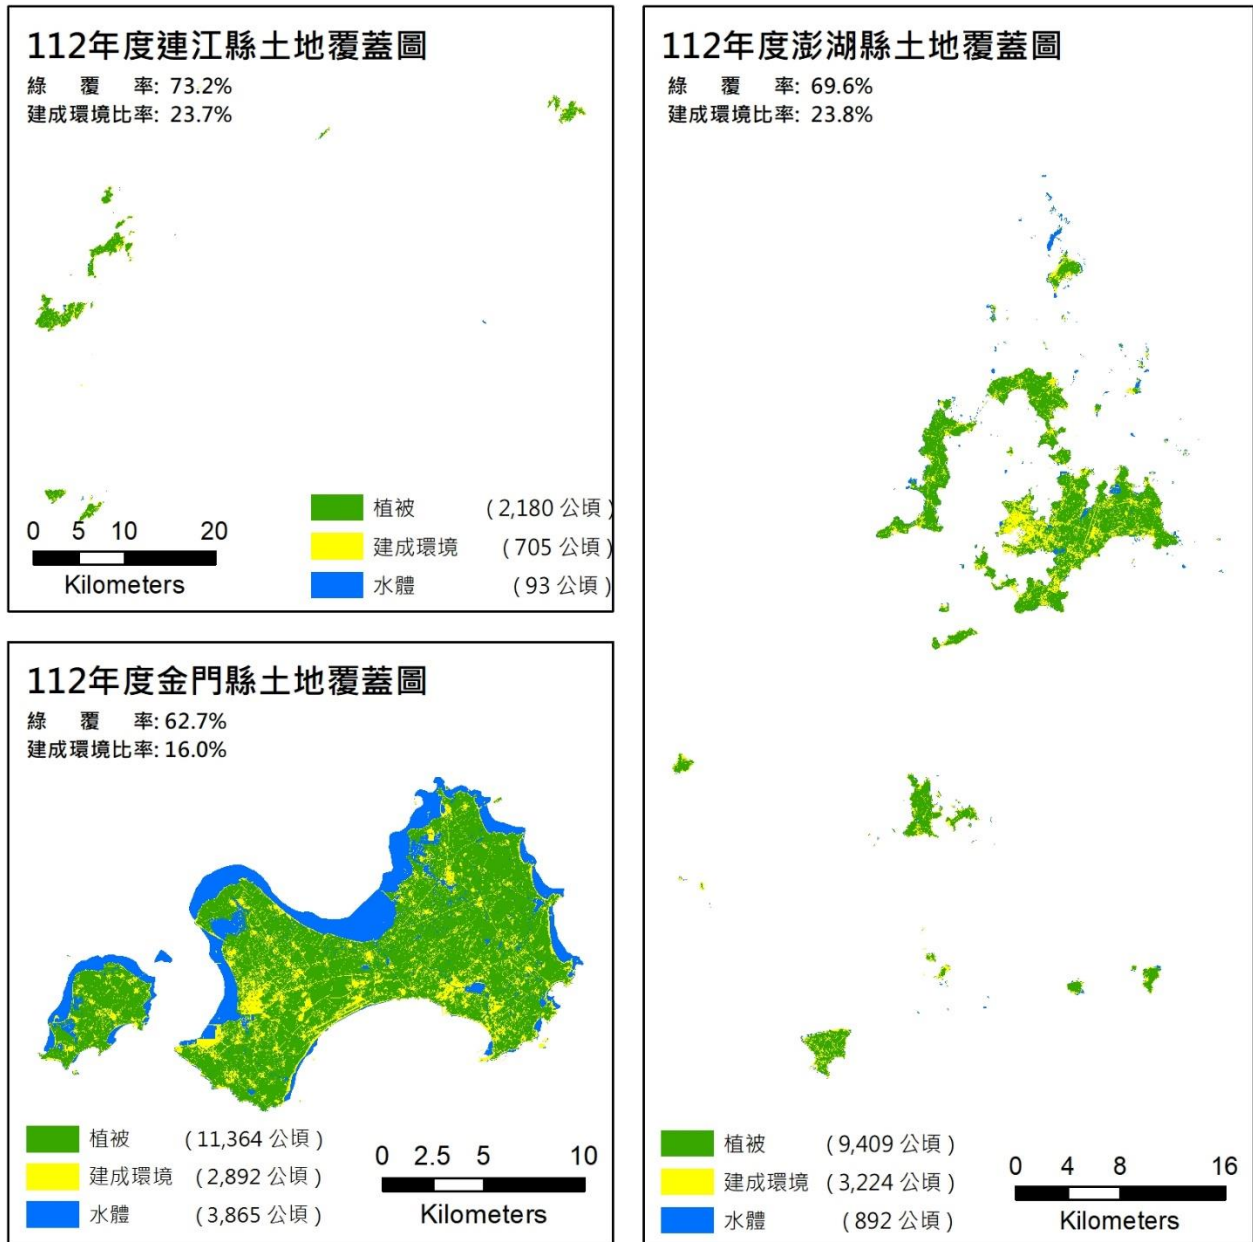 112年度連江縣土地覆蓋圖
綠覆率: 73.2%
建成環境比率: 23.7%
植被 (2,180 公頃)
建成環境 (705 公頃)
水體 (93 公頃)
0 5 10 20
Kilometers
112年度金門縣土地覆蓋圖
綠覆率: 62.7%
建成環境比率: 16.0%
植被 (11,364 公頃)
建成環境 (2,892 公頃)
水體 (3,865 公頃)
0 2.5 5 10
Kilometers
112年度澎湖縣土地覆蓋圖
綠覆率: 69.6%
建成環境比率: 23.8%
植被 (9,409 公頃)
建成環境 (3,224 公頃)
水體 (892 公頃)
0 4 8 16
Kilometers